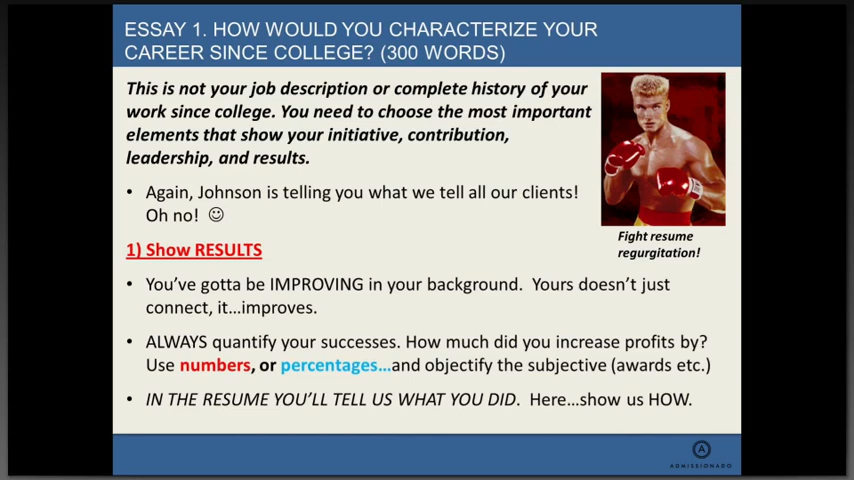 ESSAY 1. HOW WOULD YOU CHARACTERIZE YOUR
CAREER SINCE COLLEGE? (300 WORDS)
This is not your job description or complete history of your
work since college. You need to choose the most important
elements that show your initiative, contribution,
leadership, and results.
• Again, Johnson is telling you what we tell all our clients!
Oh no! ☺
Fight resume
regurgitation!
1) Show RESULTS
• You’ve gotta be IMPROVING in your background. Yours doesn’t just
connect, it…improves.
• ALWAYS quantify your successes. How much did you increase profits by?
Use numbers, or percentages…and objectify the subjective (awards etc.)
• IN THE RESUME YOU’LL TELL US WHAT YOU DID. Here…show us HOW.
A
ADMISSIONADO